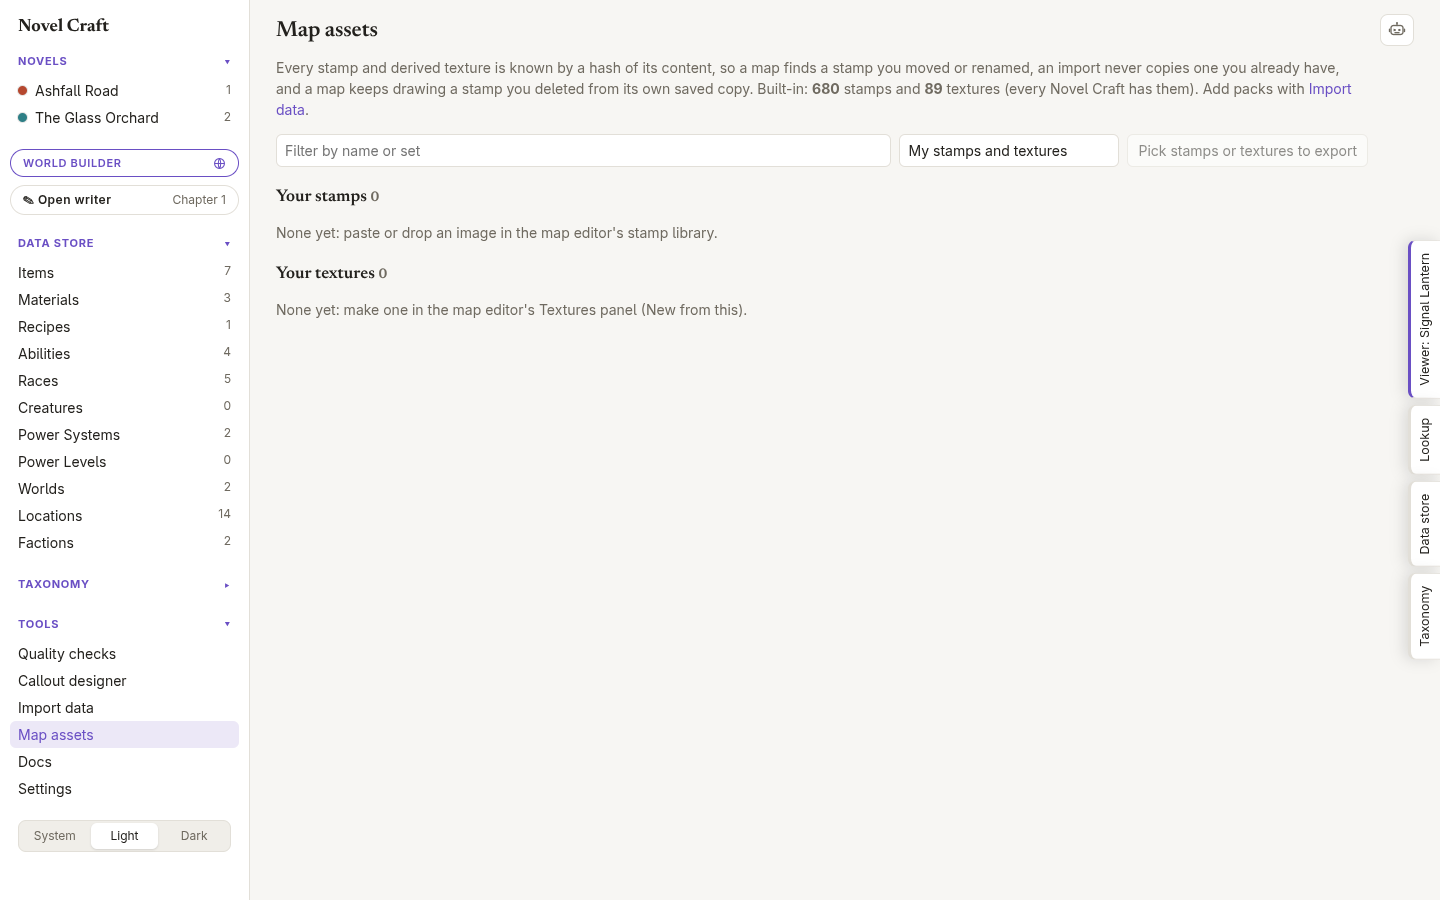 Novel Craft
NOVELS
Ashfall Road 1
The Glass Orchard 2
WORLD BUILDER
Open writer Chapter 1
DATA STORE
Items 7
Materials 3
Recipes 1
Abilities 4
Races 5
Creatures 0
Power Systems 2
Power Levels 0
Worlds 2
Locations 14
Factions 2
TAXONOMY
TOOLS
Quality checks
Callout designer
Import data
Map assets
Docs
Settings
System Light Dark
Map assets
Every stamp and derived texture is known by a hash of its content, so a map finds a stamp you moved or renamed, an import never copies one you already have,
and a map keeps drawing a stamp you deleted from its own saved copy. Built-in: 680 stamps and 89 textures (every Novel Craft has them). Add packs with Import
data.
Filter by name or set
My stamps and textures
Pick stamps or textures to export
Your stamps 0
None yet: paste or drop an image in the map editor's stamp library.
Your textures 0
None yet: make one in the map editor's Textures panel (New from this).
Viewer: Signal Lantern
Lookup
Data store
Taxonomy